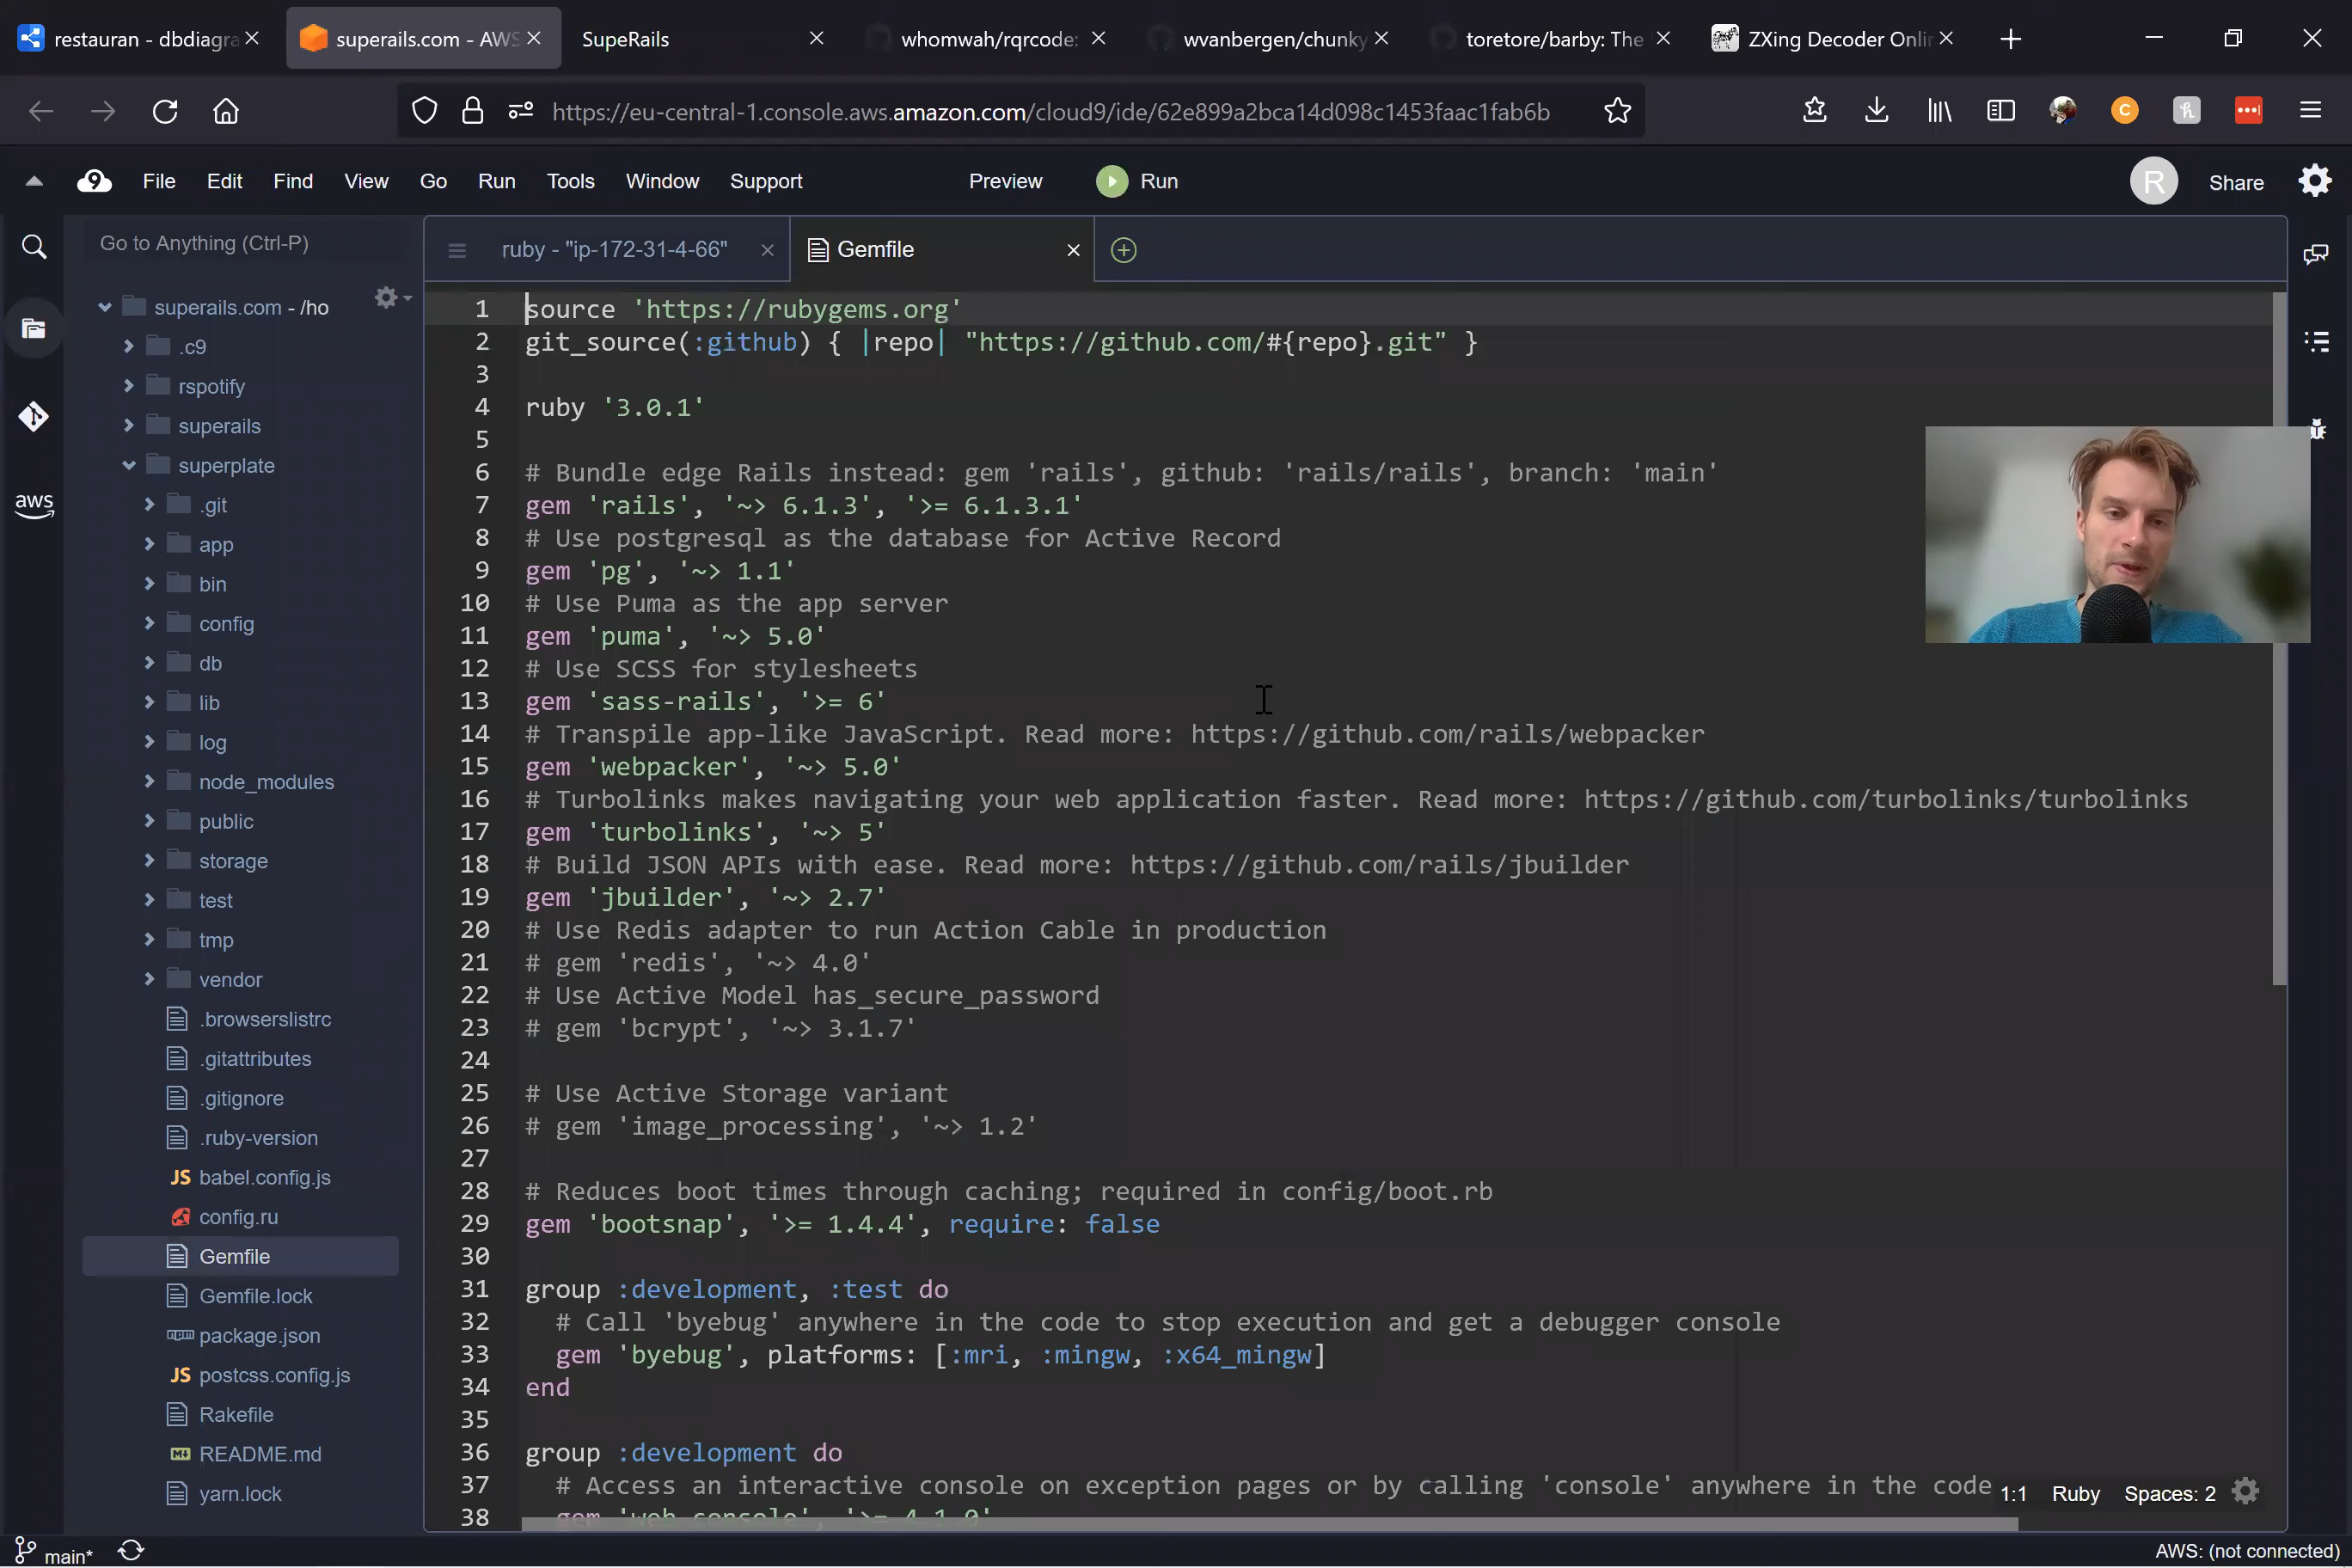 restauran - dbdiagra
superails.com - AWS
SupeRails
whomwah/rqrcode:
wvanbergen/chunky
toretore/barby: The
ZXing Decoder Onlin
https://eu-central-1.console.aws.amazon.com/cloud9/ide/62e899a2bca14d098c1453faac1fab6b
9 File Edit Find View Go Run Tools Window Support Preview Run R Share
Go to Anything (Ctrl-P)
superails.com - /ho
.c9
rspotify
superails
superplate
.git
app
bin
config
db
lib
log
node_modules
public
storage
test
tmp
vendor
.browserslistrc
.gitattributes
.gitignore
.ruby-version
JS babel.config.js
config.ru
Gemfile
Gemfile.lock
package.json
JS postcss.config.js
Rakefile
README.md
yarn.lock
aws
ruby - "ip-172-31-4-66"
Gemfile
1 source 'https://rubygems.org'
2 git_source(:github) { |repo| "https://github.com/#{repo}.git" }
3
4 ruby '3.0.1'
5
6 # Bundle edge Rails instead: gem 'rails', github: 'rails/rails', branch: 'main'
7 gem 'rails', '~> 6.1.3', '>= 6.1.3.1'
8 # Use postgresql as the database for Active Record
9 gem 'pg', '~> 1.1'
10 # Use Puma as the app server
11 gem 'puma', '~> 5.0'
12 # Use SCSS for stylesheets
13 gem 'sass-rails', '>= 6'
14 # Transpile app-like JavaScript. Read more: https://github.com/rails/webpacker
15 gem 'webpacker', '~> 5.0'
16 # Turbolinks makes navigating your web application faster. Read more: https://github.com/turbolinks/turbolinks
17 gem 'turbolinks', '~> 5'
18 # Build JSON APIs with ease. Read more: https://github.com/rails/jbuilder
19 gem 'jbuilder', '~> 2.7'
20 # Use Redis adapter to run Action Cable in production
21 # gem 'redis', '~> 4.0'
22 # Use Active Model has_secure_password
23 # gem 'bcrypt', '~> 3.1.7'
24
25 # Use Active Storage variant
26 # gem 'image_processing', '~> 1.2'
27
28 # Reduces boot times through caching; required in config/boot.rb
29 gem 'bootsnap', '>= 1.4.4', require: false
30
31 group :development, :test do
32 # Call 'byebug' anywhere in the code to stop execution and get a debugger console
33 gem 'byebug', platforms: [:mri, :mingw, :x64_mingw]
34 end
35
36 group :development do
37 # Access an interactive console on exception pages or by calling 'console' anywhere in the code
38 gem 'web-console', '>= 4.1.0'
1:1 Ruby Spaces: 2
main*
AWS: (not connected)